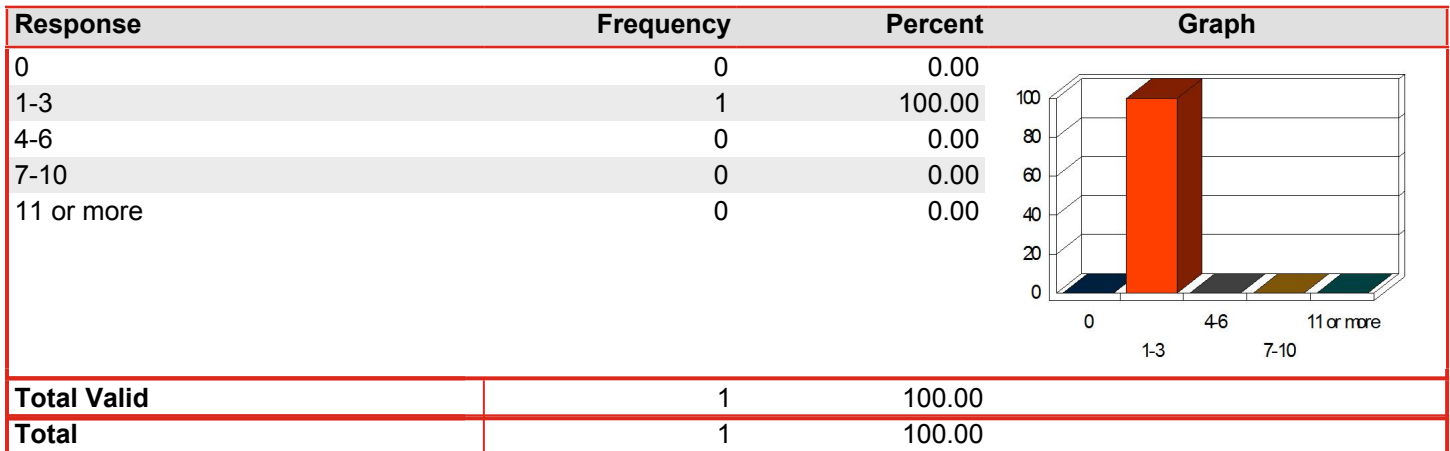 Response Frequency Percent Graph
0 0 0.00
1-3 1 100.00
4-6 0 0.00
7-10 0 0.00
11 or more 0 0.00
100
80
60
40
20
0
0 4-6 11 or more
1-3 7-10
Total Valid 1 100.00
Total 1 100.00